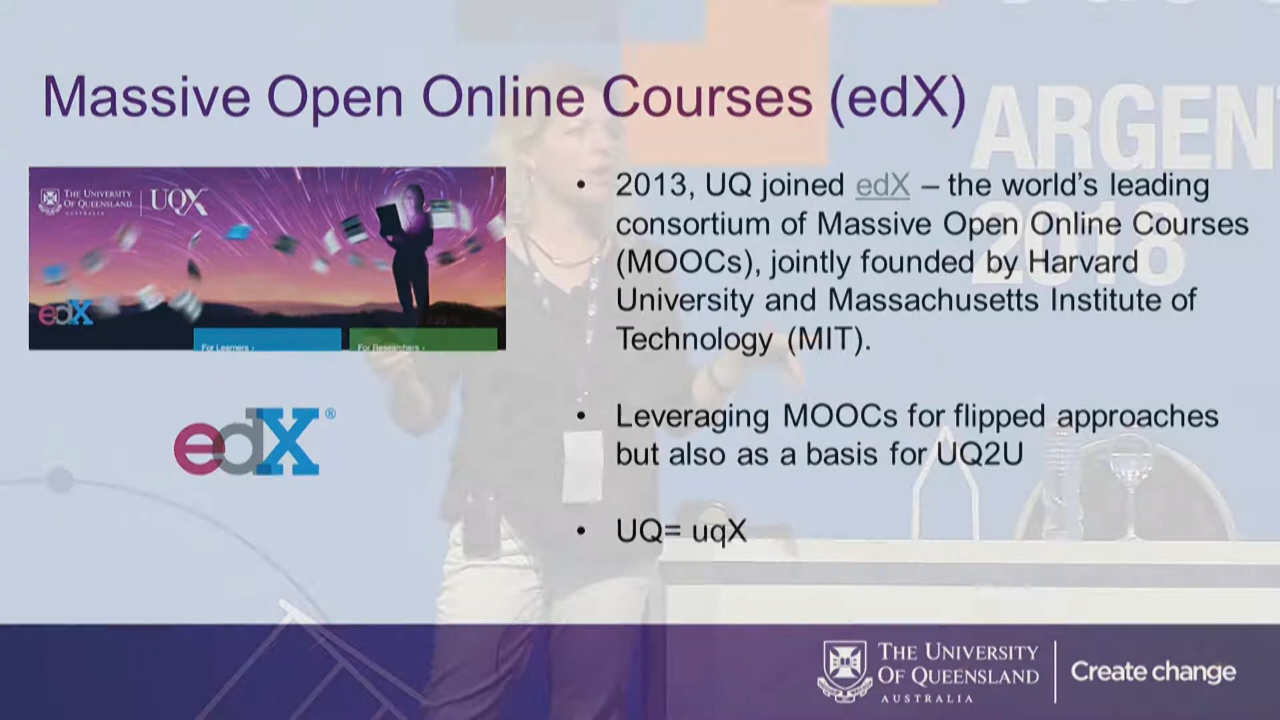 Massive Open Online Courses (edX)
ARGEN
2018
THE UNIVERSITY
OF QUEENSLAND
AUSTRALIA
UQX
edX
For Learners ›
For Researchers ›
edX®
• 2013, UQ joined edX – the world’s leading
consortium of Massive Open Online Courses
(MOOCs), jointly founded by Harvard
University and Massachusetts Institute of
Technology (MIT).
• Leveraging MOOCs for flipped approaches
but also as a basis for UQ2U
• UQ= uqX
THE UNIVERSITY
OF QUEENSLAND
AUSTRALIA
Create change